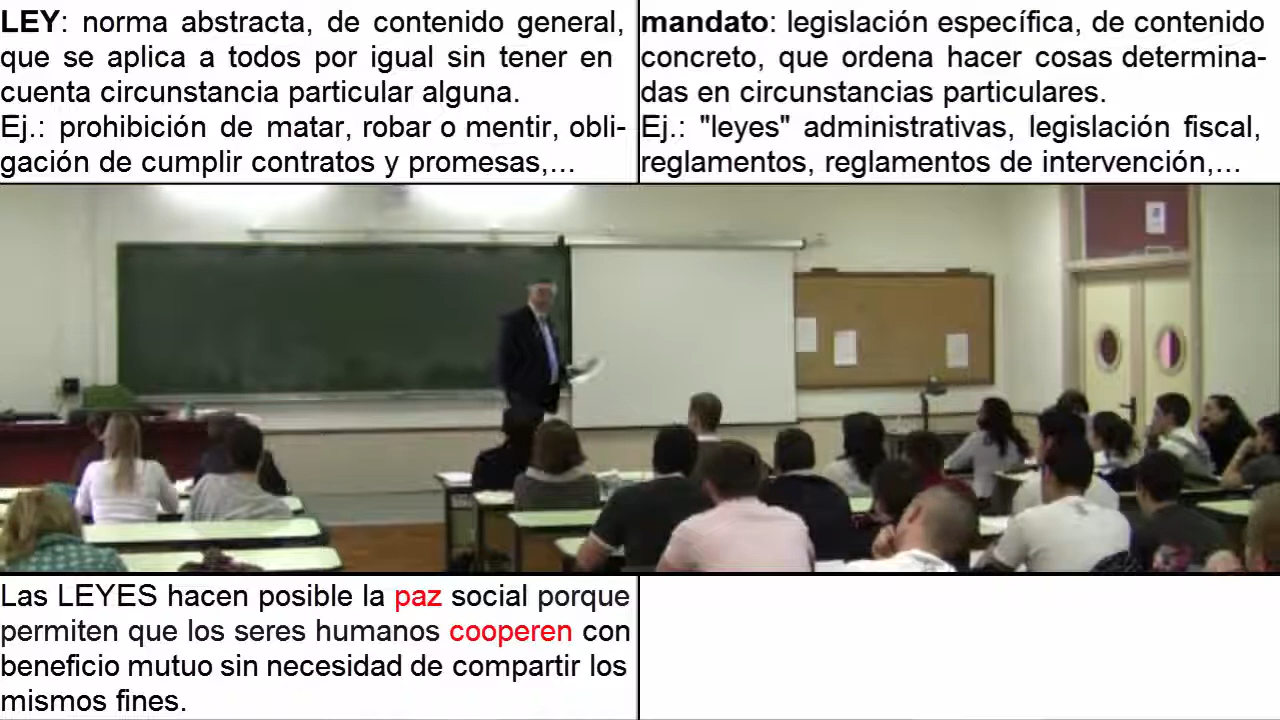 LEY: norma abstracta, de contenido general,
que se aplica a todos por igual sin tener en
cuenta circunstancia particular alguna.
Ej.: prohibición de matar, robar o mentir, obli-
gación de cumplir contratos y promesas,...
mandato: legislación específica, de contenido
concreto, que ordena hacer cosas determina-
das en circunstancias particulares.
Ej.: "leyes" administrativas, legislación fiscal,
reglamentos, reglamentos de intervención,...
Las LEYES hacen posible la paz social porque
permiten que los seres humanos cooperen con
beneficio mutuo sin necesidad de compartir los
mismos fines.